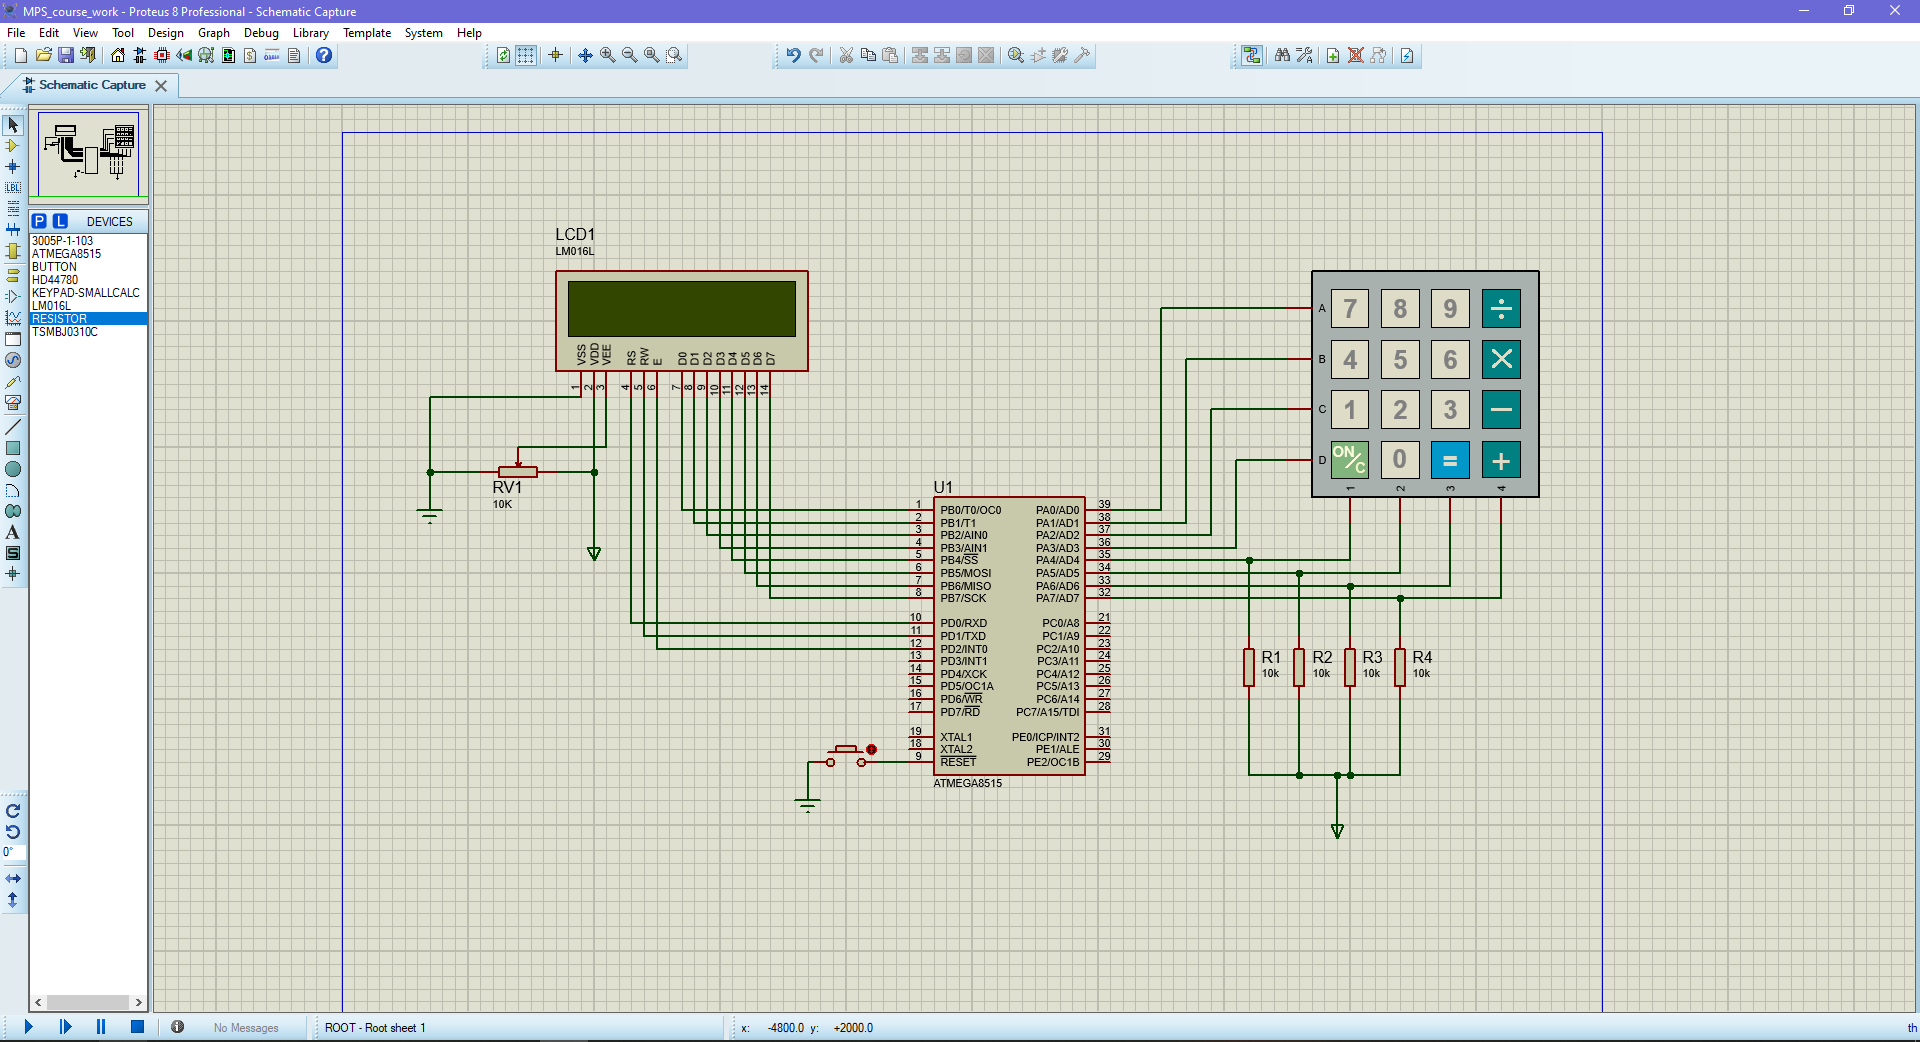 MPS_course_work - Proteus 8 Professional - Schematic Capture
File Edit View Tool Design Graph Debug Library Template System Help
Schematic Capture
P L DEVICES
3005P-1-103
ATMEGA8515
BUTTON
HD44780
KEYPAD-SMALLCALC
LM016L
RESISTOR
TSMBJ0310C
LBL
A
S
0°
LCD1
LM016L
VSS VDD VEE RS RW E D0 D1 D2 D3 D4 D5 D6 D7
1 2 3 4 5 6 7 8 9 10 11 12 13 14
RV1
10K
A 7 8 9 ÷
B 4 5 6 ×
C 1 2 3 −
D ON/C 0 = +
1 2 3 4
U1
1 PB0/T0/OC0 PA0/AD0 39
2 PB1/T1 PA1/AD1 38
3 PB2/AIN0 PA2/AD2 37
4 PB3/AIN1 PA3/AD3 36
5 PB4/SS PA4/AD4 35
6 PB5/MOSI PA5/AD5 34
7 PB6/MISO PA6/AD6 33
8 PB7/SCK PA7/AD7 32
10 PD0/RXD PC0/A8 21
11 PD1/TXD PC1/A9 22
12 PD2/INT0 PC2/A10 23
13 PD3/INT1 PC3/A11 24
14 PD4/XCK PC4/A12 25
15 PD5/OC1A PC5/A13 26
16 PD6/WR PC6/A14 27
17 PD7/RD PC7/A15/TDI 28
19 XTAL1 PE0/ICP/INT2 31
18 XTAL2 PE1/ALE 30
9 RESET PE2/OC1B 29
ATMEGA8515
R1 R2 R3 R4
10k 10k 10k 10k
No Messages ROOT - Root sheet 1 x: -4800.0 y: +2000.0 th